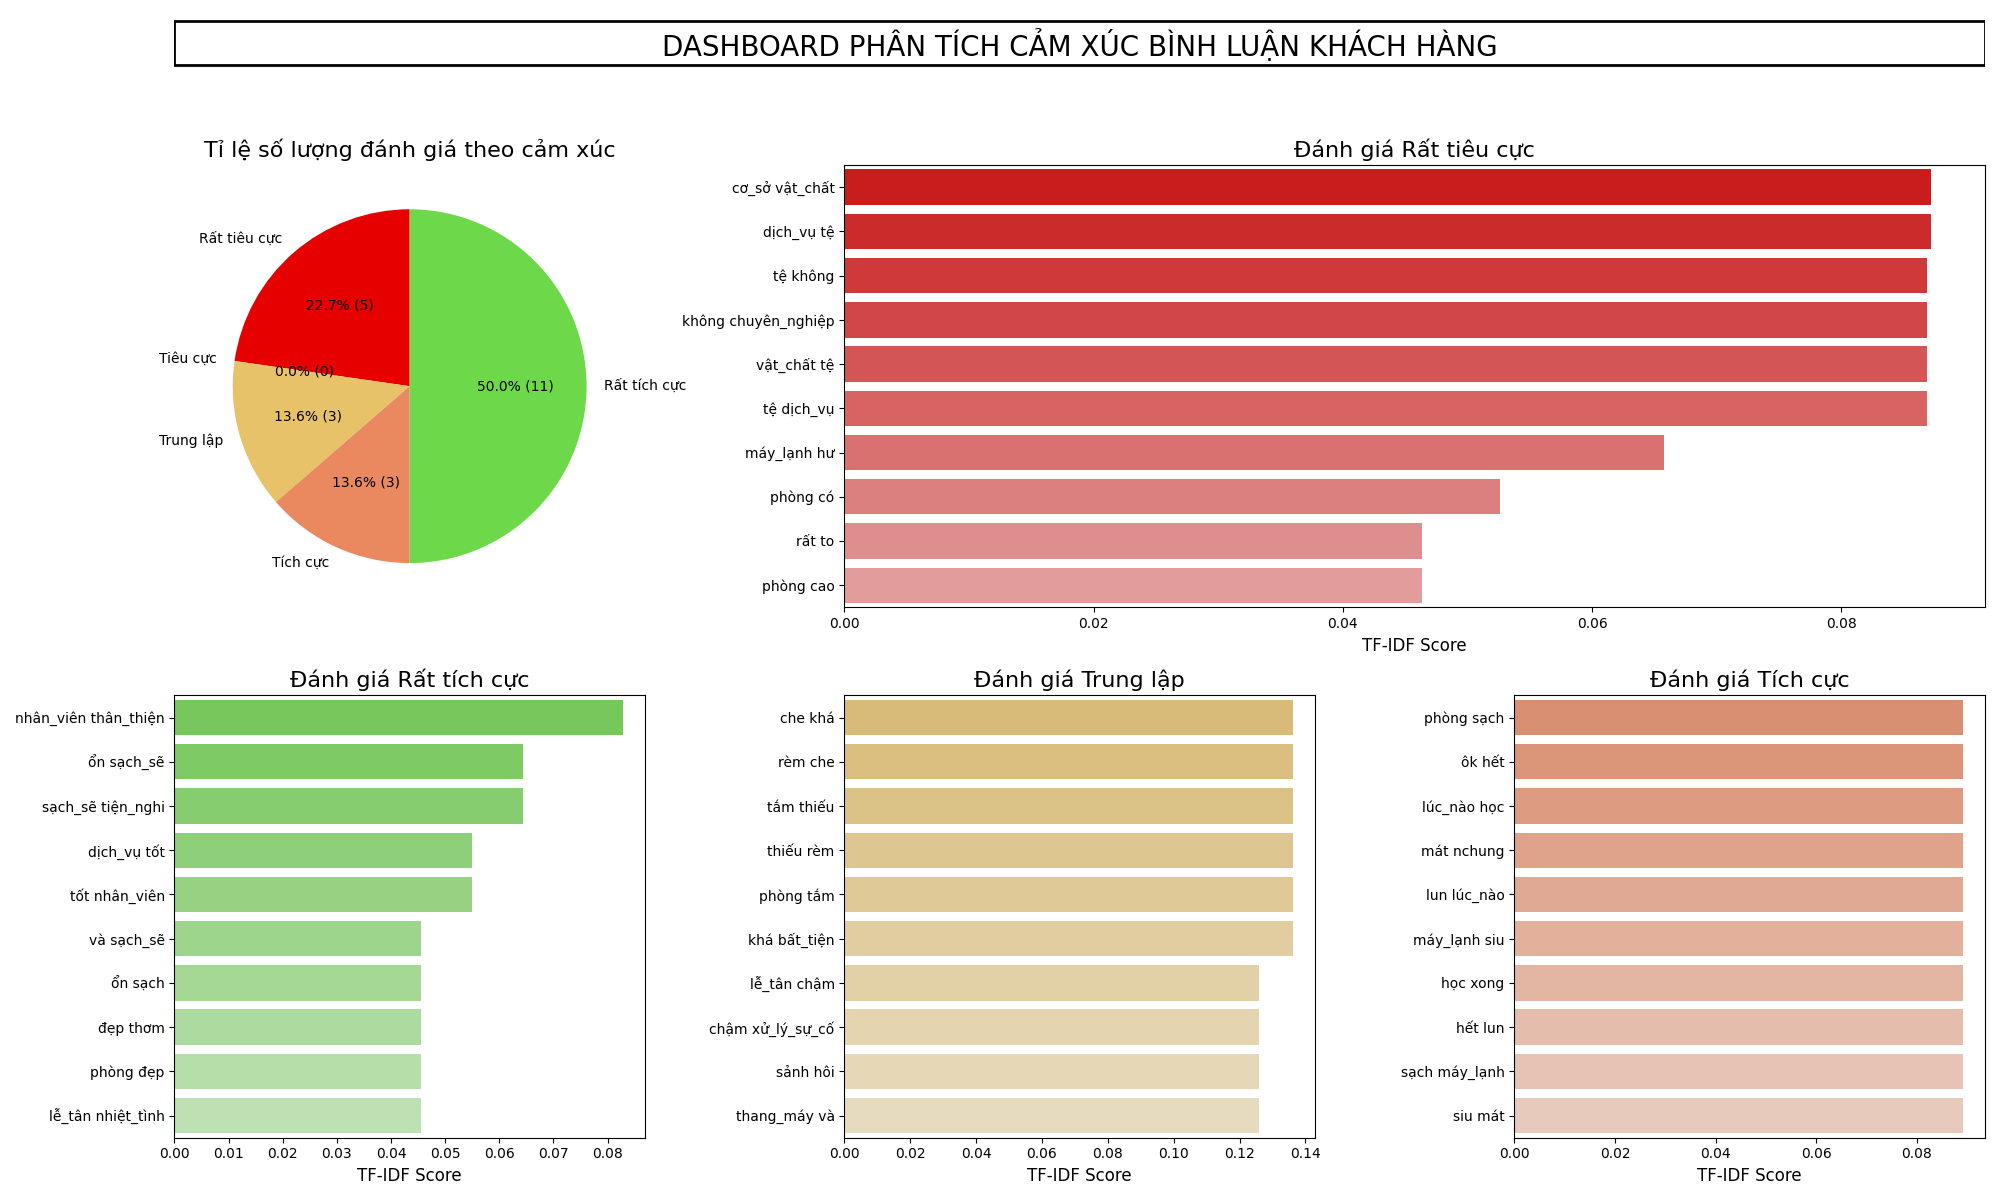 DASHBOARD PHÂN TÍCH CẢM XÚC BÌNH LUẬN KHÁCH HÀNG
Tỉ lệ số lượng đánh giá theo cảm xúc
Rất tiêu cực
22.7% (5)
Tiêu cực
0.0% (0)
13.6% (3)
Trung lập
13.6% (3)
Tích cực
50.0% (11)
Rất tích cực
Đánh giá Rất tiêu cực
cơ_sở vật_chất
dịch_vụ tệ
tệ không
không chuyên_nghiệp
vật_chất tệ
tệ dịch_vụ
máy_lạnh hư
phòng có
rất to
phòng cao
0.00 0.02 0.04 0.06 0.08
TF-IDF Score
Đánh giá Rất tích cực
nhân_viên thân_thiện
ổn sạch_sẽ
sạch_sẽ tiện_nghi
dịch_vụ tốt
tốt nhân_viên
và sạch_sẽ
ổn sạch
đẹp thơm
phòng đẹp
lễ_tân nhiệt_tình
0.00 0.01 0.02 0.03 0.04 0.05 0.06 0.07 0.08
TF-IDF Score
Đánh giá Trung lập
che khá
rèm che
tắm thiếu
thiếu rèm
phòng tắm
khá bất_tiện
lễ_tân chậm
chậm xử_lý_sự_cố
sảnh hôi
thang_máy và
0.00 0.02 0.04 0.06 0.08 0.10 0.12 0.14
TF-IDF Score
Đánh giá Tích cực
phòng sạch
ôk hết
lúc_nào học
mát nchung
lun lúc_nào
máy_lạnh siu
học xong
hết lun
sạch máy_lạnh
siu mát
0.00 0.02 0.04 0.06 0.08
TF-IDF Score